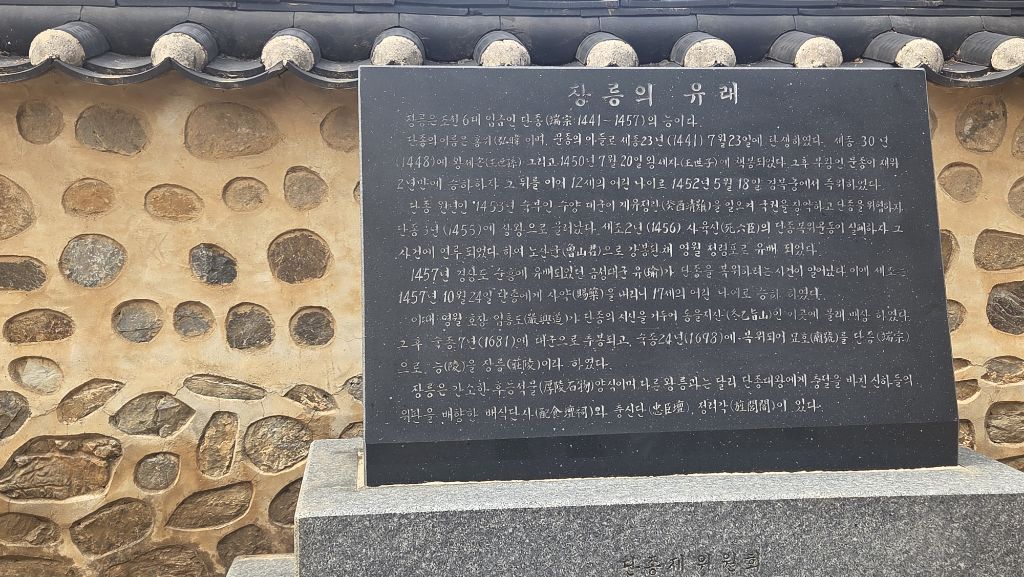 장릉의 유래
장릉은 조선 6대 임금인 단종(端宗 1441~1457)의 능이다.
단종의 이름은 홍위(弘暐)이며, 문종의 아들로 세종23년(1441) 7월23일에 탄생하였다. 세종 30년
(1448)에 왕세손(王世孫) 그리고 1450년 7월 20일 왕세자(王世子)에 책봉되었다. 그후 부왕인 문종이 재위
2년만에 승하하자 그 뒤를 이어 12세의 어린 나이로 1452년 5월 18일 경복궁에서 즉위하였다.
단종 원년인 1453년 숙부인 수양 대군이 계유정난(癸酉靖難)을 일으켜 국권을 장악하고 단종을 위협하자
단종3년(1455)에 상왕으로 물러났다. 세조2년(1456) 사육신(死六臣)의 단종복위운동이 실패하자 그
사건에 연루 되었다 하여 노산군(魯山君)으로 강봉된채 영월 청령포로 유배 되었다.
1457년 경상도 순흥에 유배되었던 금성대군 유(瑜)가 단종을 복위하려는 사건이 일어났다. 이에 세조는
1457년 10월24일 단종에게 사약(賜藥)을 내리니 17세의 어린 나이로 승하 하였다.
이때 영월 호장 엄흥도(嚴興道)가 단종의 시신을 거두어 동을지산(冬乙旨山)인 이곳에 몰래 매장 하였다.
그후 숙종7년(1681)에 대군으로 추봉되고, 숙종24년(1698)에 복위되어 묘호(廟號)를 단종(端宗)
으로, 능(陵)을 장릉(莊陵)이라 하였다.
장릉은 간소한 후능석물(厚陵石物)양식이며 다른 왕릉과는 달리 단종대왕에게 충절을 바친 신하들의
위패를 배향한 배식단사(配食壇祠)와 충신단(忠臣壇), 정려각(旌閭閣)이 있다.
단종제위원회